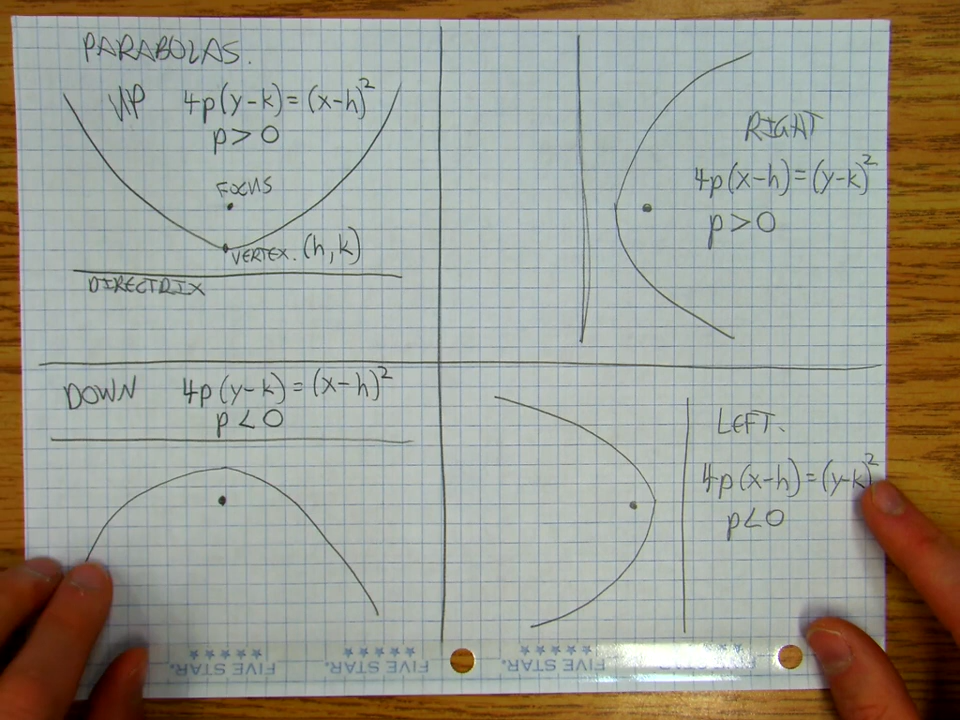 PARABOLAS.
UP 4p(y-k)=(x-h)²
p>0
FOCUS
VERTEX. (h,k)
DIRECTRIX
RIGHT
4p(x-h)=(y-k)²
p>0
DOWN 4p(y-k)=(x-h)²
p<0
LEFT.
4p(x-h)=(y-k)²
p<0
FIVE STAR.
★★★★★
FIVE STAR.
★★★★★
FIVE STAR.
★★★★★